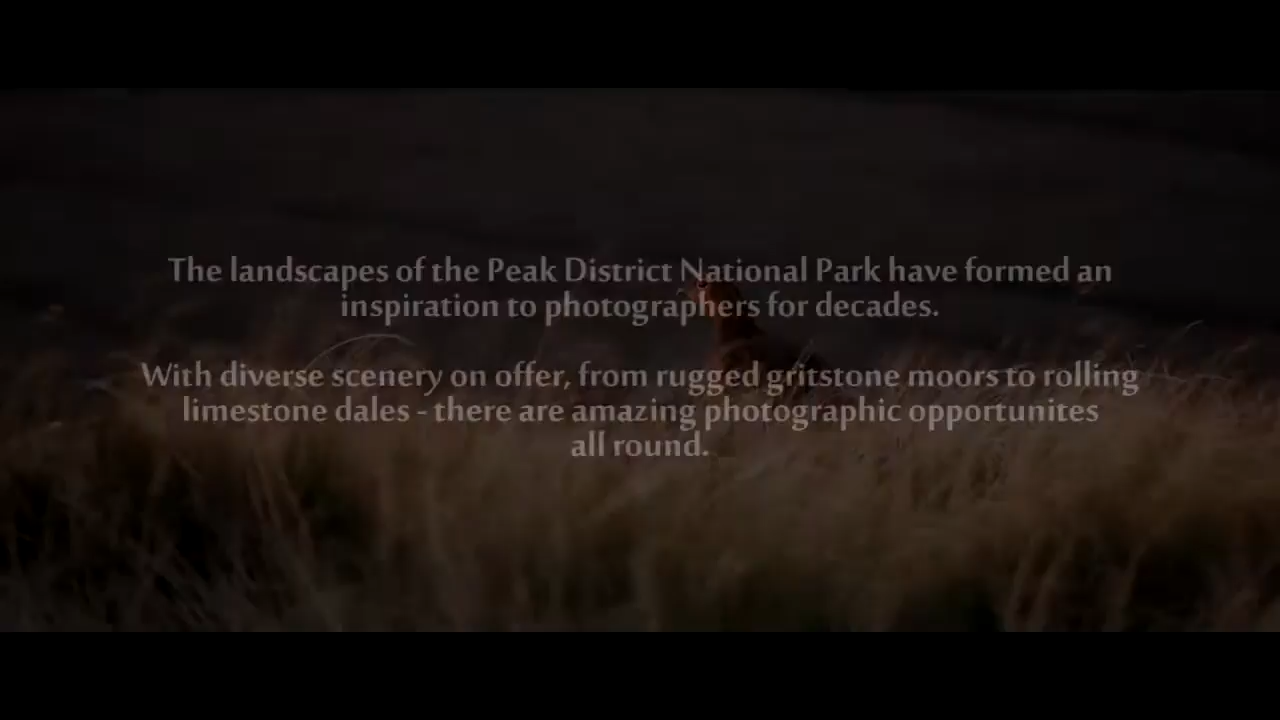 The landscapes of the Peak District National Park have formed an
inspiration to photographers for decades.
With diverse scenery on offer, from rugged gritstone moors to rolling
limestone dales - there are amazing photographic opportunites
all round.